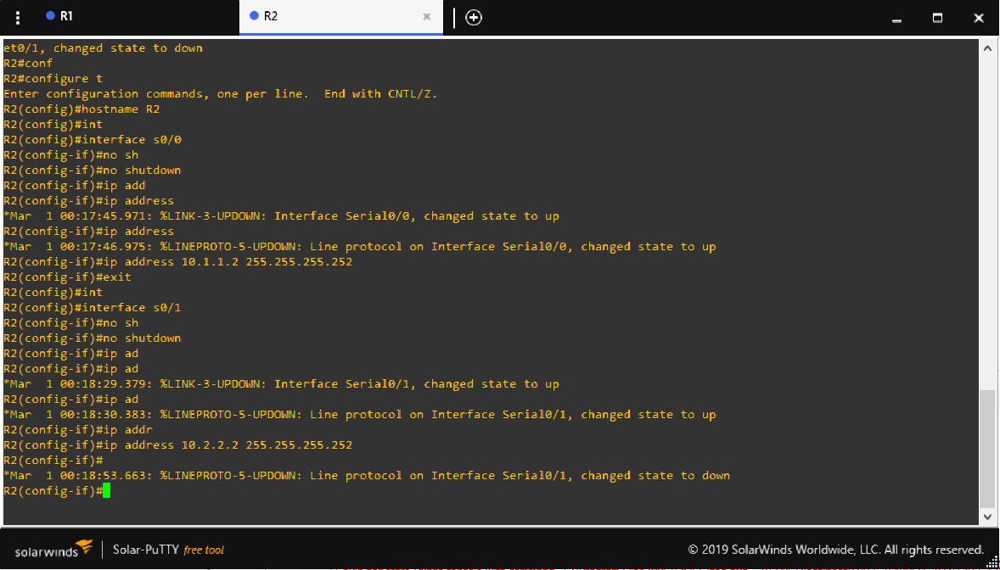 R1
R2
et0/1, changed state to down
R2#conf
R2#configure t
Enter configuration commands, one per line.  End with CNTL/Z.
R2(config)#hostname R2
R2(config)#int
R2(config)#interface s0/0
R2(config-if)#no sh
R2(config-if)#no shutdown
R2(config-if)#ip add
R2(config-if)#ip address
*Mar  1 00:17:45.971: %LINK-3-UPDOWN: Interface Serial0/0, changed state to up
R2(config-if)#ip address
*Mar  1 00:17:46.975: %LINEPROTO-5-UPDOWN: Line protocol on Interface Serial0/0, changed state to up
R2(config-if)#ip address 10.1.1.2 255.255.255.252
R2(config-if)#exit
R2(config)#int
R2(config)#interface s0/1
R2(config-if)#no sh
R2(config-if)#no shutdown
R2(config-if)#ip ad
R2(config-if)#ip ad
*Mar  1 00:18:29.379: %LINK-3-UPDOWN: Interface Serial0/1, changed state to up
R2(config-if)#ip ad
*Mar  1 00:18:30.383: %LINEPROTO-5-UPDOWN: Line protocol on Interface Serial0/1, changed state to up
R2(config-if)#ip addr
R2(config-if)#ip address 10.2.2.2 255.255.255.252
R2(config-if)#
*Mar  1 00:18:53.663: %LINEPROTO-5-UPDOWN: Line protocol on Interface Serial0/1, changed state to down
R2(config-if)#
solarwinds Solar-PuTTY free tool
© 2019 SolarWinds Worldwide, LLC. All rights reserved.